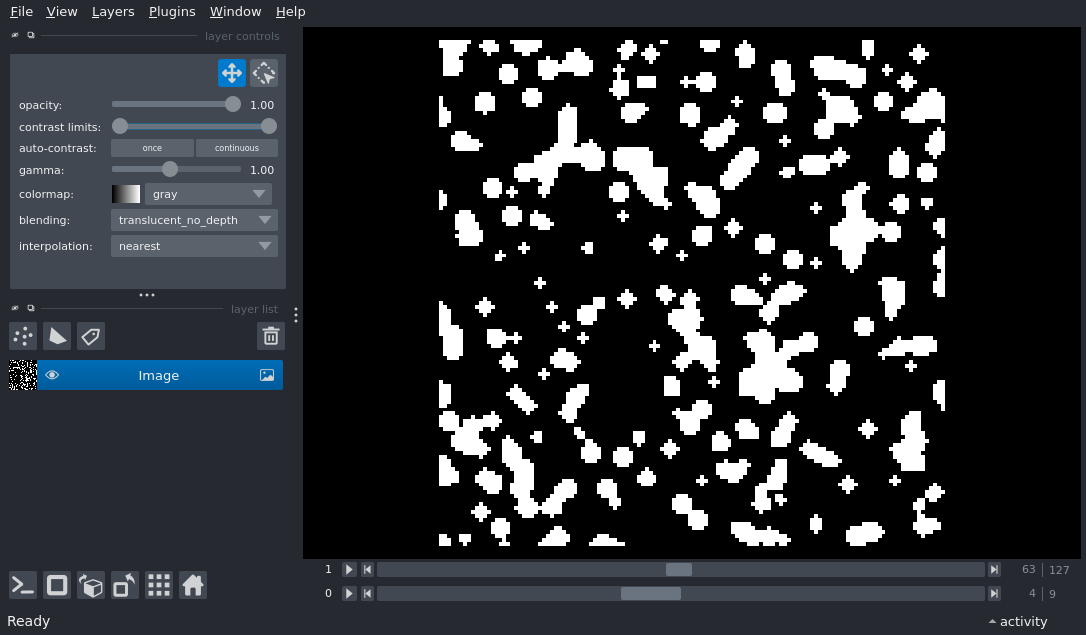 File View Layers Plugins Window Help
layer controls
opacity: 1.00
contrast limits:
auto-contrast: once continuous
gamma: 1.00
colormap: gray
blending: translucent_no_depth
interpolation: nearest
layer list
Image
1 63 127
0 4 9
Ready activity